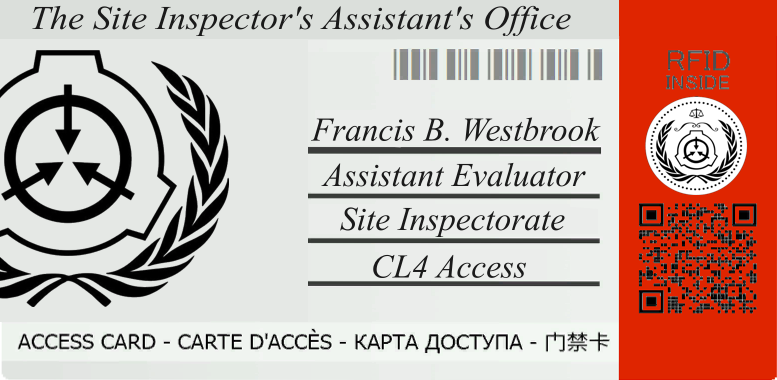 The Site Inspector's Assistant's Office
RFID
INSIDE
Francis B. Westbrook
Assistant Evaluator
Site Inspectorate
CL4 Access
ACCESS CARD - CARTE D'ACCÈS - КАРТА ДОСТУПА - 门禁卡